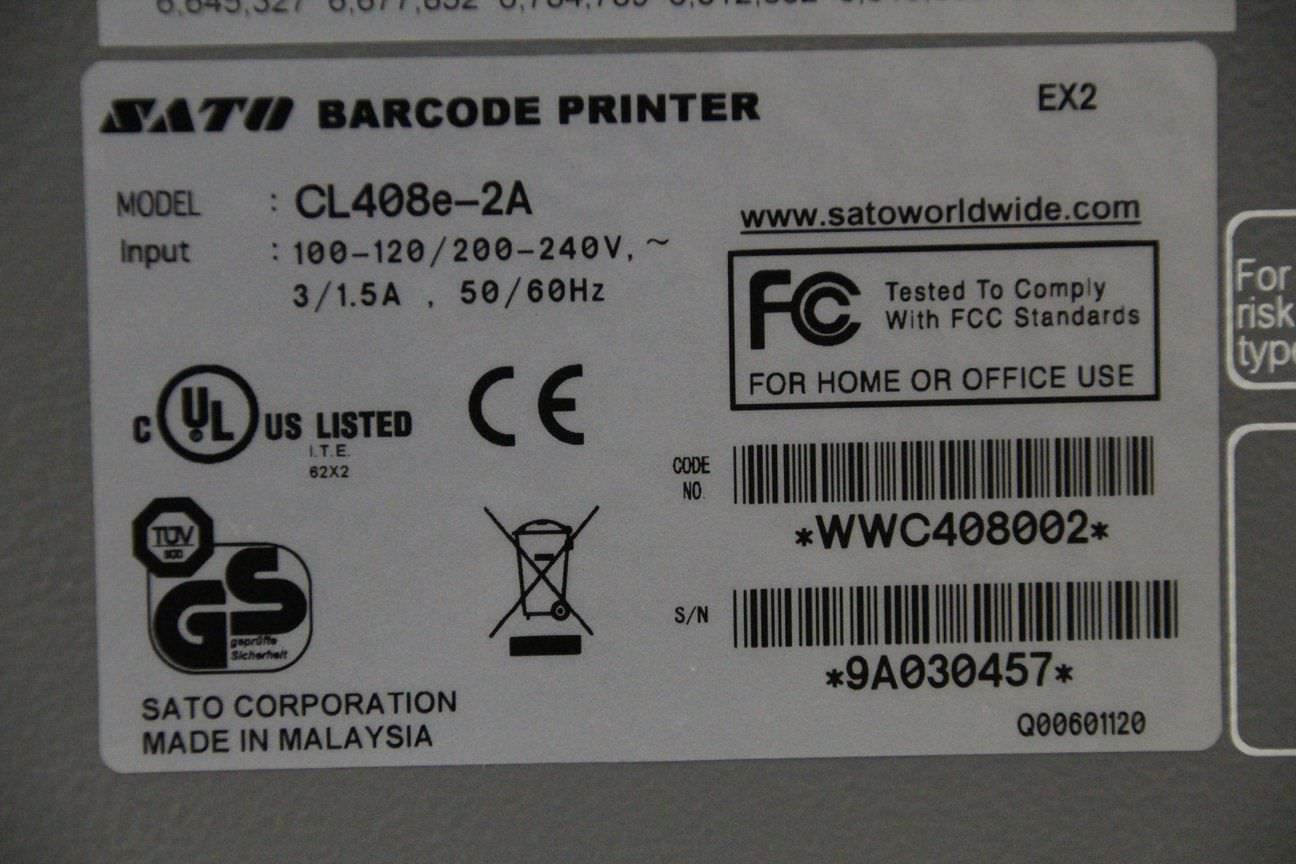 SATO BARCODE PRINTER
EX2
MODEL : CL408e-2A
Input : 100-120/200-240V, ~
3/1.5A , 50/60Hz
www.satoworldwide.com
FC Tested To Comply
With FCC Standards
FOR HOME OR OFFICE USE
C UL US LISTED
I.T.E.
62X2
CE
CODE
NO.
*WWC408002*
TÜV
GS
geprüfte
Sicherheit
S/N
*9A030457*
SATO CORPORATION
MADE IN MALAYSIA
Q00601120
For
risk